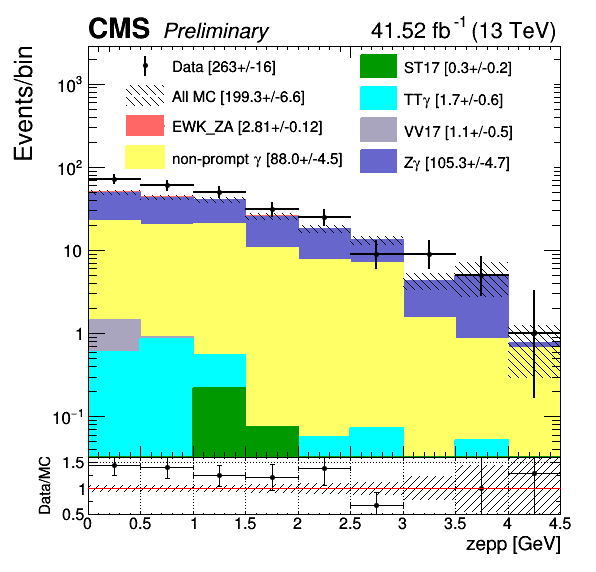 CMS Preliminary 41.52 fb⁻¹ (13 TeV)
Events/bin
Data [263+/-16]
All MC [199.3+/-6.6]
EWK_ZA [2.81+/-0.12]
non-prompt γ [88.0+/-4.5]
ST17 [0.3+/-0.2]
TTγ [1.7+/-0.6]
VV17 [1.1+/-0.5]
Zγ [105.3+/-4.7]
10³
10²
10
1
10⁻¹
Data/MC
1.5
1
0.5
0 0.5 1 1.5 2 2.5 3 3.5 4 4.5
zepp [GeV]